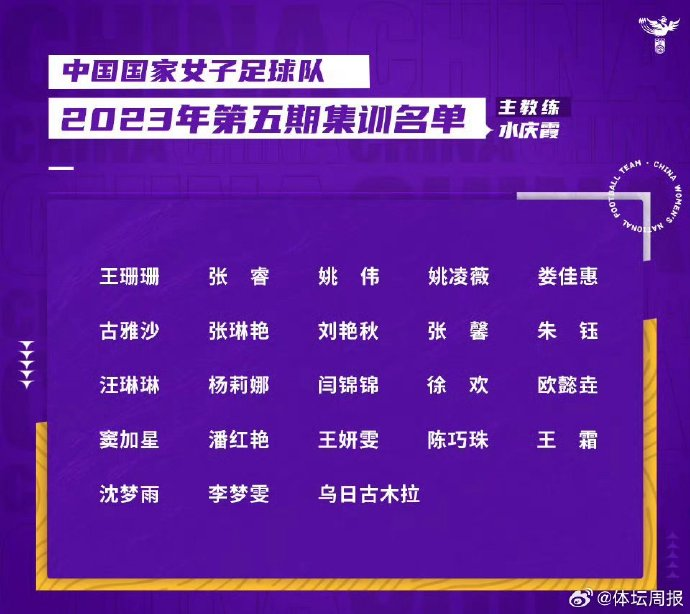 中国国家女子足球队
2023年第五期集训名单
主教练
水庆霞
CHINA WOMEN'S NATIONAL FOOTBALL TEAM
王珊珊 张睿 姚伟 姚凌薇 娄佳惠
古雅沙 张琳艳 刘艳秋 张馨 朱钰
汪琳琳 杨莉娜 闫锦锦 徐欢 欧懿垚
窦加星 潘红艳 王妍雯 陈巧珠 王霜
沈梦雨 李梦雯 乌日古木拉
@体坛周报